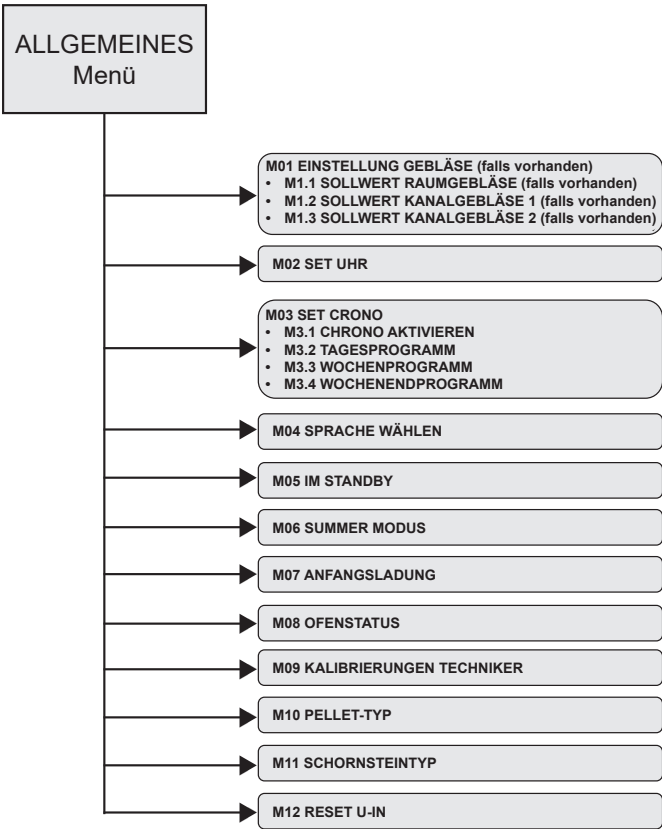 ALLGEMEINES
Menü
M01 EINSTELLUNG GEBLÄSE (falls vorhanden)
• M1.1 SOLLWERT RAUMGEBLÄSE (falls vorhanden)
• M1.2 SOLLWERT KANALGEBLÄSE 1 (falls vorhanden)
• M1.3 SOLLWERT KANALGEBLÄSE 2 (falls vorhanden)
M02 SET UHR
M03 SET CRONO
• M3.1 CHRONO AKTIVIEREN
• M3.2 TAGESPROGRAMM
• M3.3 WOCHENPROGRAMM
• M3.4 WOCHENENDPROGRAMM
M04 SPRACHE WÄHLEN
M05 IM STANDBY
M06 SUMMER MODUS
M07 ANFANGSLADUNG
M08 OFENSTATUS
M09 KALIBRIERUNGEN TECHNIKER
M10 PELLET-TYP
M11 SCHORNSTEINTYP
M12 RESET U-IN